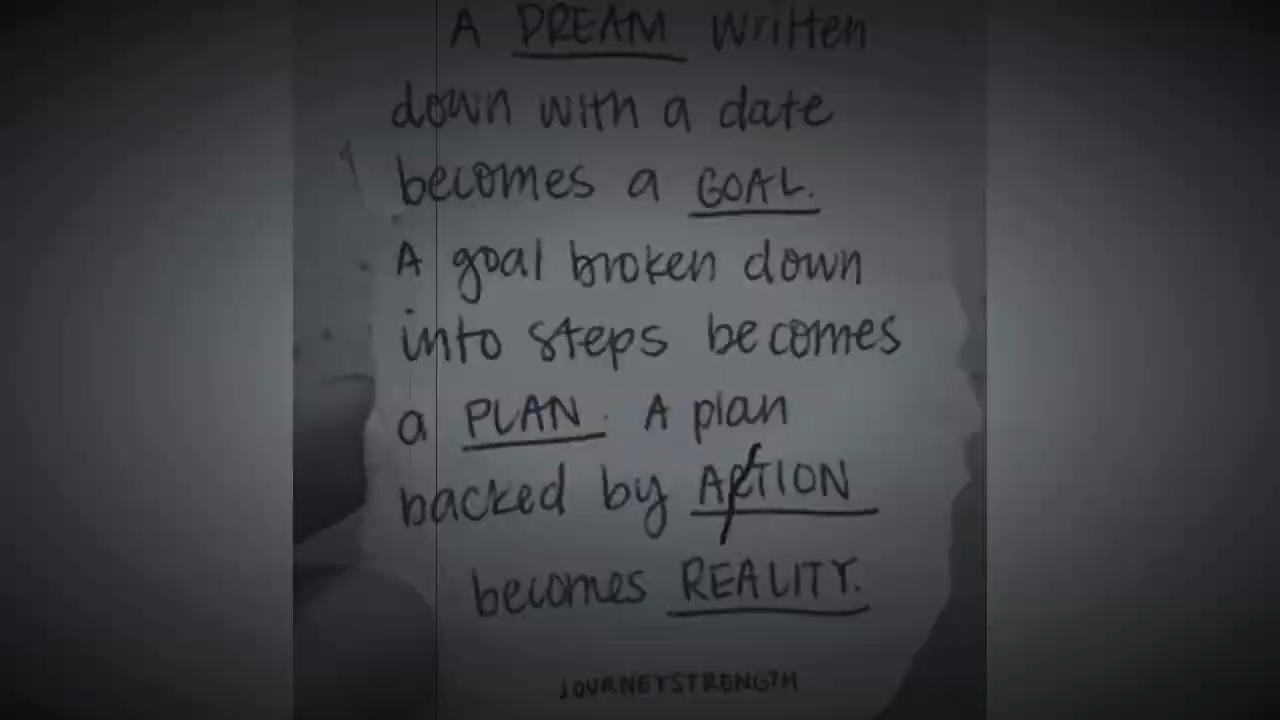 A DREAM written
down with a date
becomes a GOAL.
A goal broken down
into steps becomes
a PLAN. A plan
backed by ACTION
becomes REALITY.
JOURNEYSTRENGTH